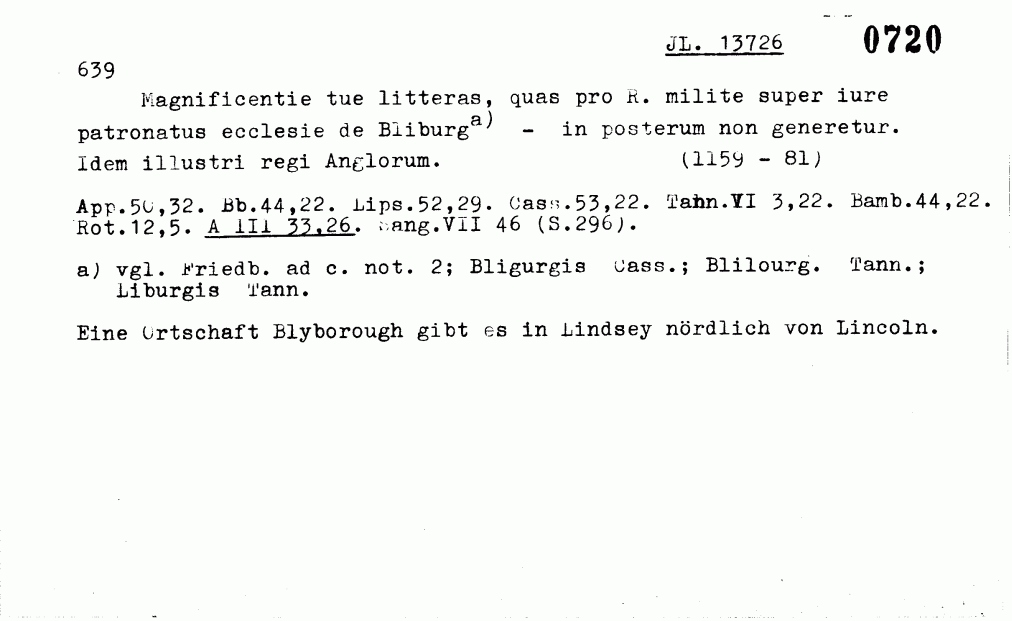 JL. 13726 0720
639
Magnificentie tue litteras, quas pro R. milite super iure
patronatus ecclesie de Bliburg a) - in posterum non generetur.
Idem illustri regi Anglorum. (1159 - 81)
App.50,32. Bb.44,22. Lips.52,29. Cass.53,22. Tann.VI 3,22. Bamb.44,22.
Rot.12,5. A III 33,26. Sang.VII 46 (S.296).
a) vgl. Friedb. ad c. not. 2; Bligurgis Cass.; Blilourg. Tann.;
Liburgis Tann.
Eine Ortschaft Blyborough gibt es in Lindsey nördlich von Lincoln.